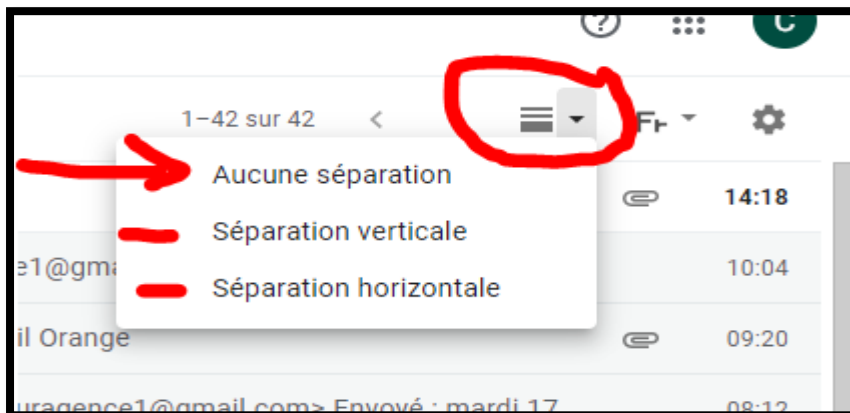 C
1–42 sur 42 <
Fr
Aucune séparation
14:18
Séparation verticale
e1@gma
10:04
Séparation horizontale
il Orange
09:20
uragence1@gmail.com> Envoyé : mardi 17
08:12